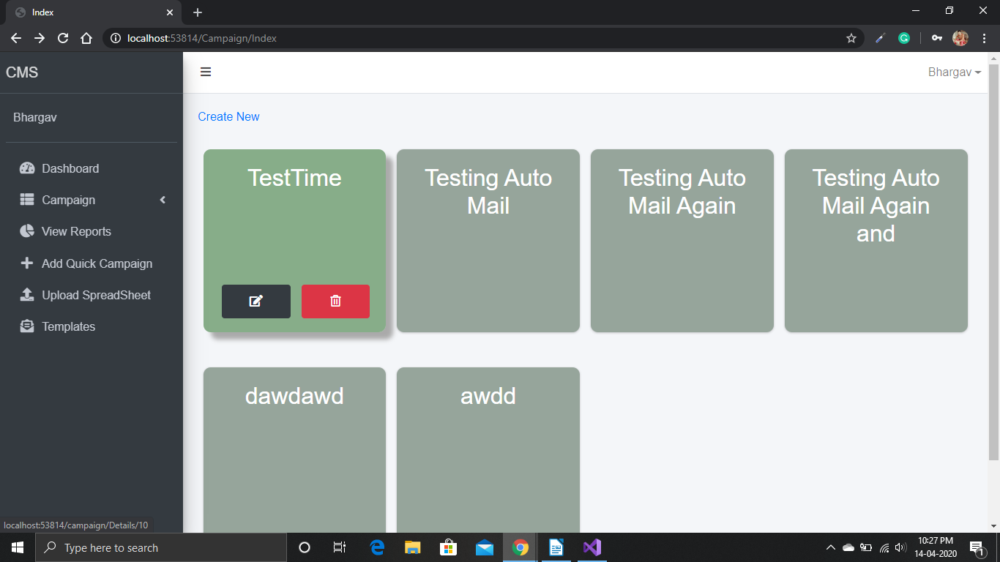 Index
localhost:53814/Campaign/Index
CMS
Bhargav
Bhargav
Dashboard
Campaign
View Reports
Add Quick Campaign
Upload SpreadSheet
Templates
Create New
TestTime
Testing Auto
Mail
Testing Auto
Mail Again
Testing Auto
Mail Again
and
dawdawd
awdd
localhost:53814/campaign/Details/10
Type here to search
10:27 PM
14-04-2020
1